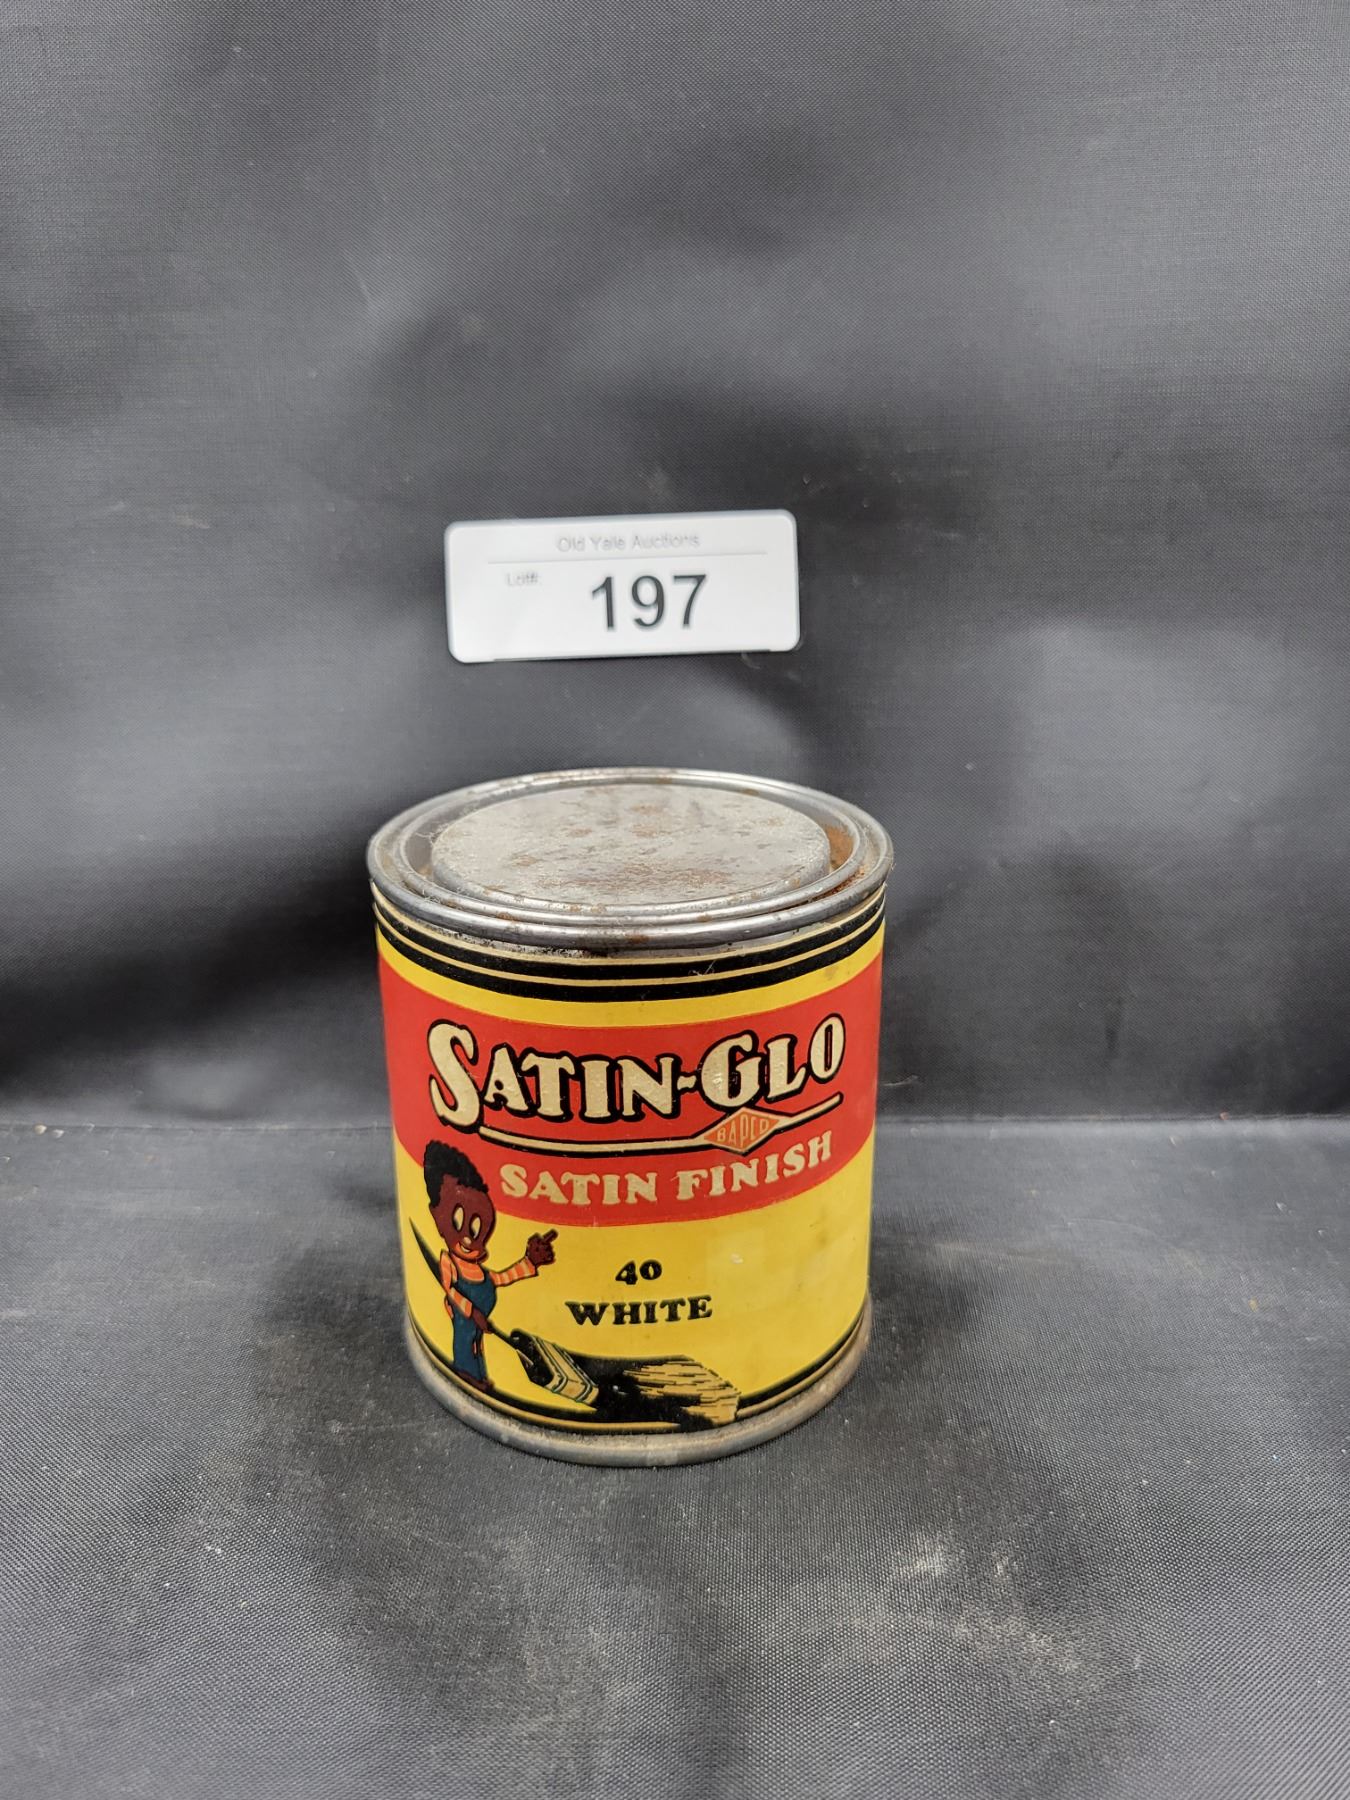 Old Yale Auctions
Lot#:
197
SATIN-GLO
BAPCO
SATIN FINISH
40
WHITE